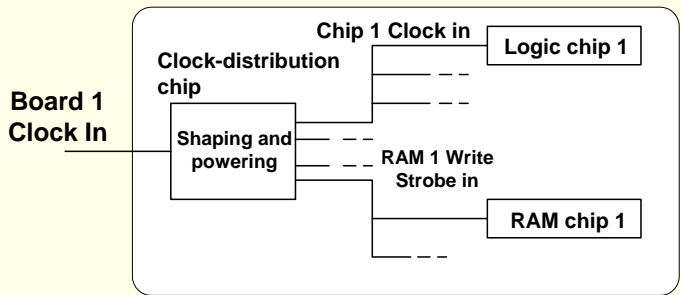 Chip 1 Clock in
Logic chip 1
Clock-distribution
chip
Board 1
Clock In
Shaping and
powering
RAM 1 Write
Strobe in
RAM chip 1